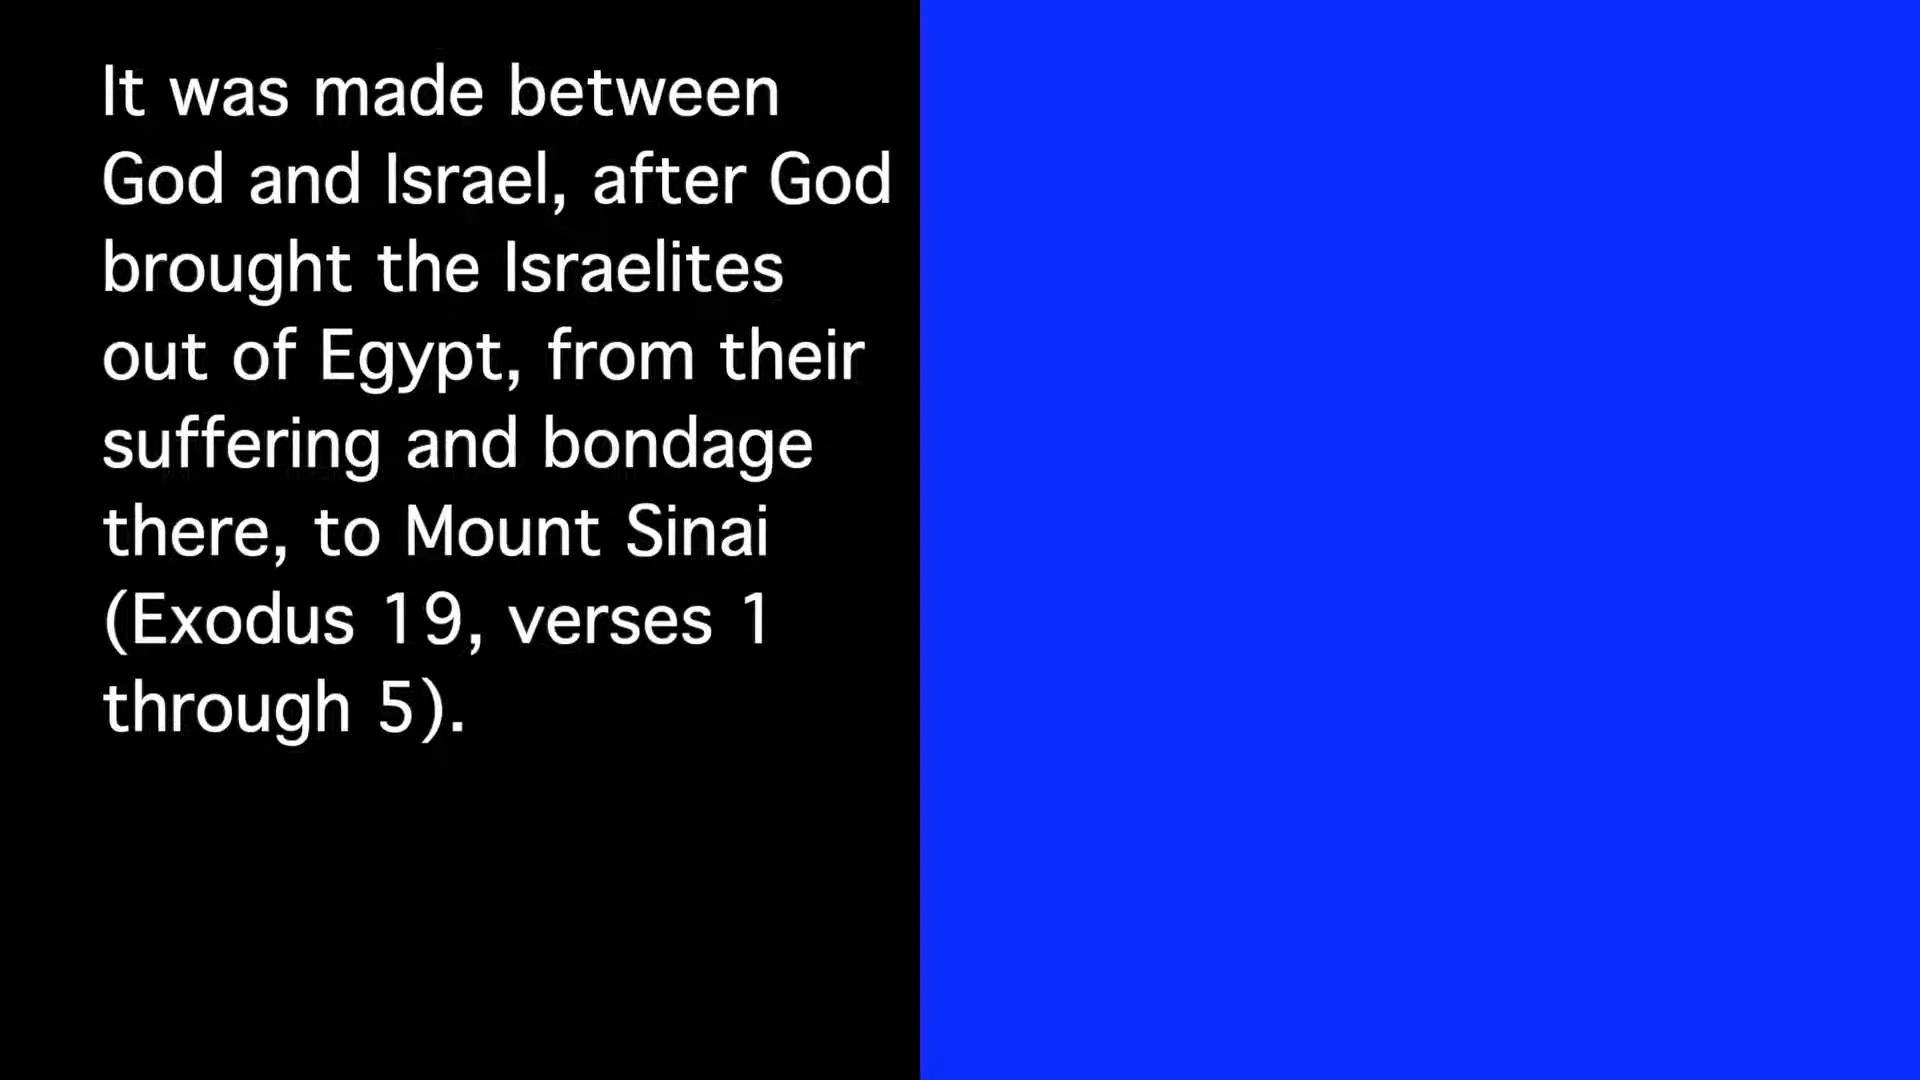 It was made between
God and Israel, after God
brought the Israelites
out of Egypt, from their
suffering and bondage
there, to Mount Sinai
(Exodus 19, verses 1
through 5).